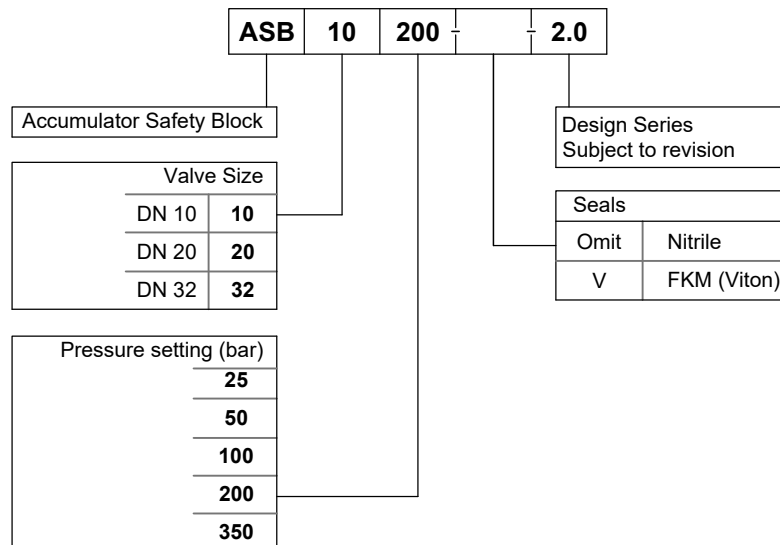 ASB 10 200 - - 2.0
Accumulator Safety Block
Design Series
Subject to revision
Valve Size
DN 10 10
DN 20 20
DN 32 32
Seals
Omit Nitrile
V FKM (Viton)
Pressure setting (bar)
25
50
100
200
350